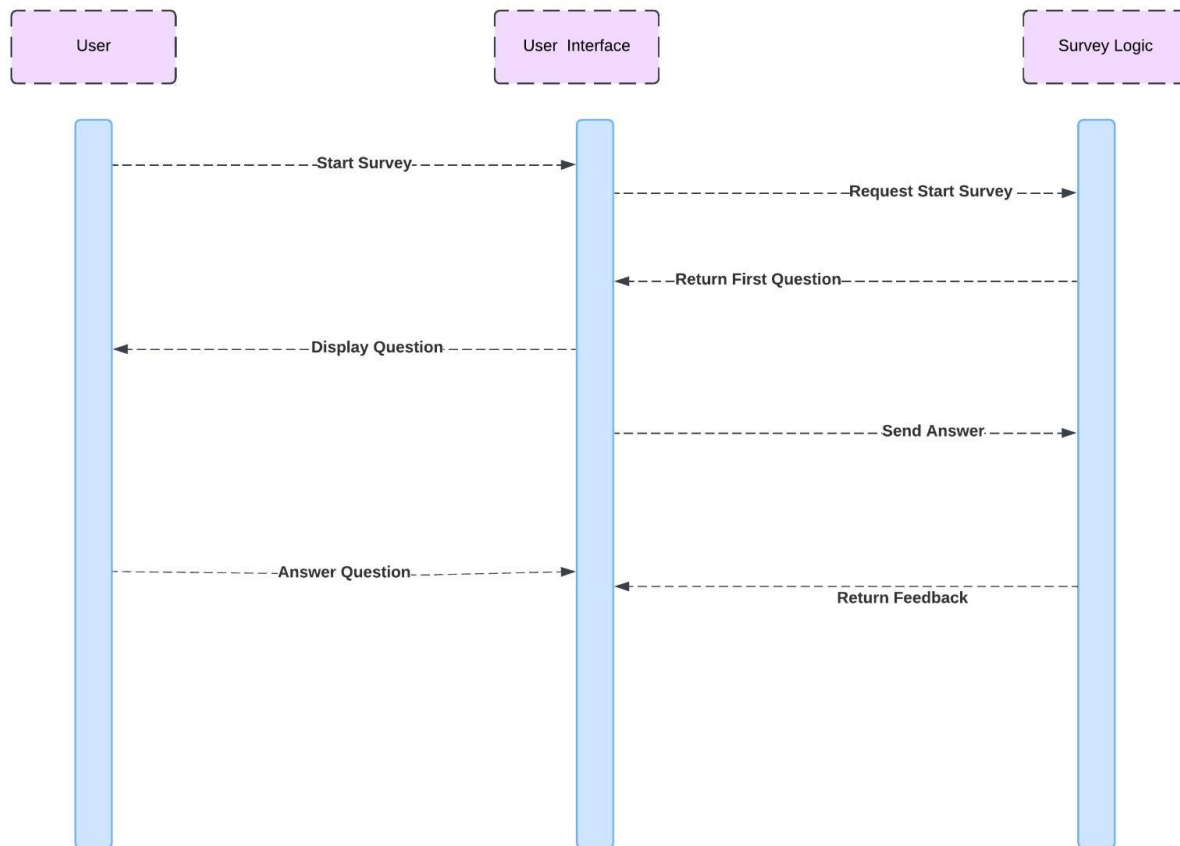 User
User Interface
Survey Logic
Start Survey
Request Start Survey
Return First Question
Display Question
Send Answer
Answer Question
Return Feedback